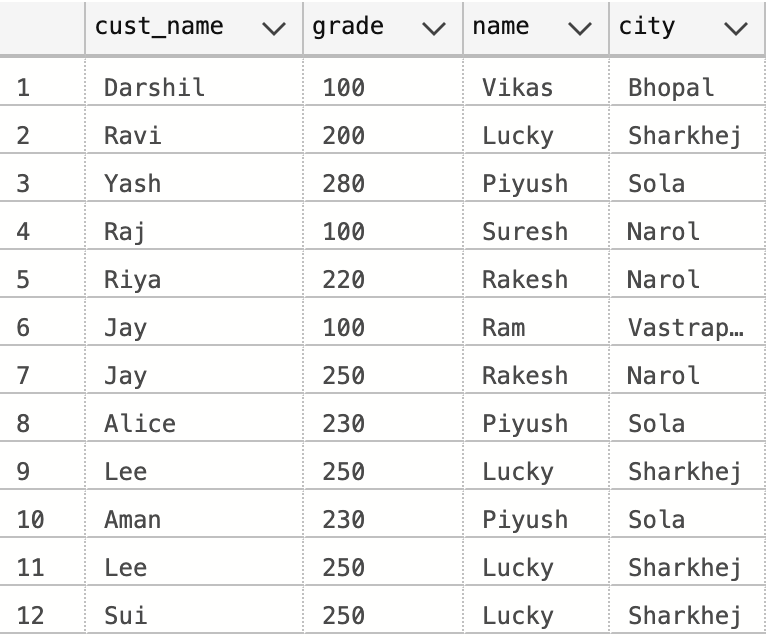 cust_name grade name city
1 Darshil 100 Vikas Bhopal
2 Ravi 200 Lucky Sharkhej
3 Yash 280 Piyush Sola
4 Raj 100 Suresh Narol
5 Riya 220 Rakesh Narol
6 Jay 100 Ram Vastrap…
7 Jay 250 Rakesh Narol
8 Alice 230 Piyush Sola
9 Lee 250 Lucky Sharkhej
10 Aman 230 Piyush Sola
11 Lee 250 Lucky Sharkhej
12 Sui 250 Lucky Sharkhej